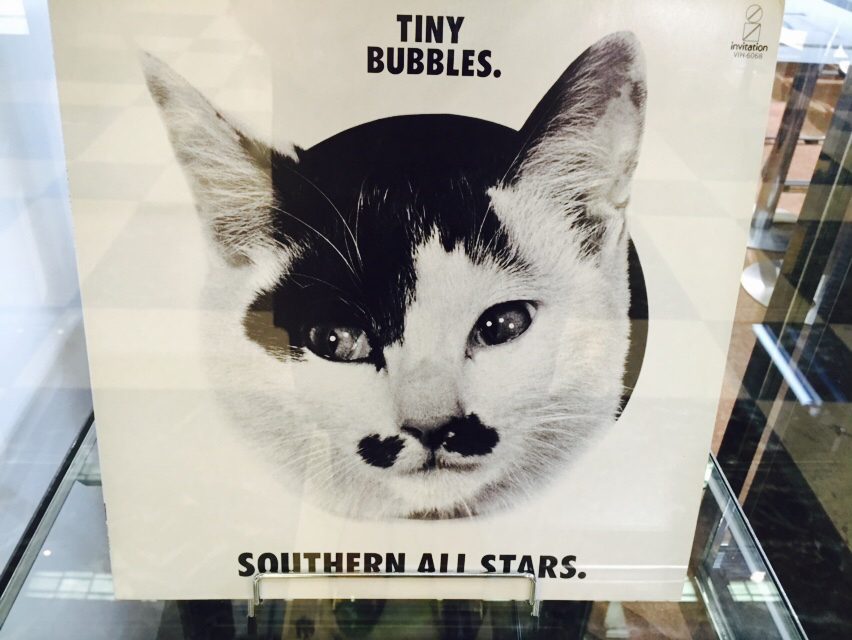 TINY
BUBBLES.
invitation
VIH-6068
SOUTHERN ALL STARS.